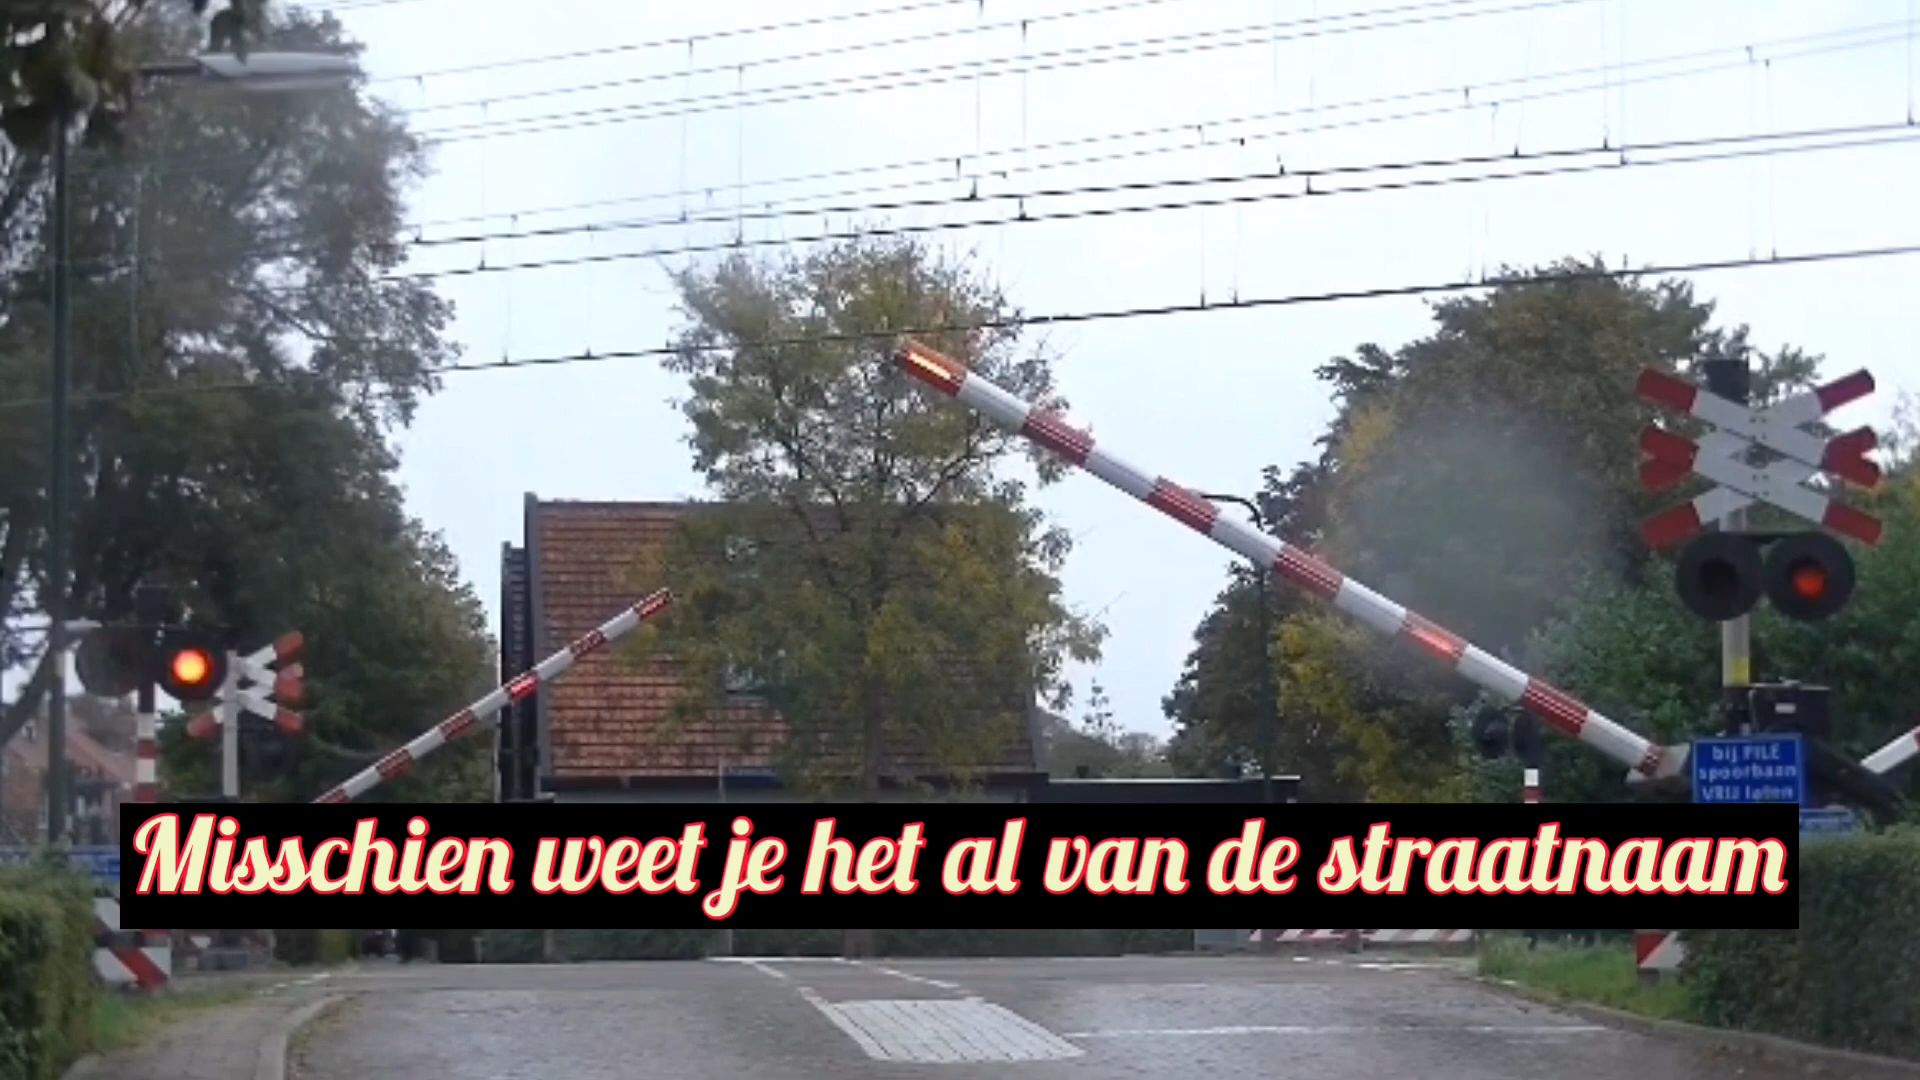 bij FILE
spoorbaan
VRIJ laten
Misschien weet je het al van de straatnaam